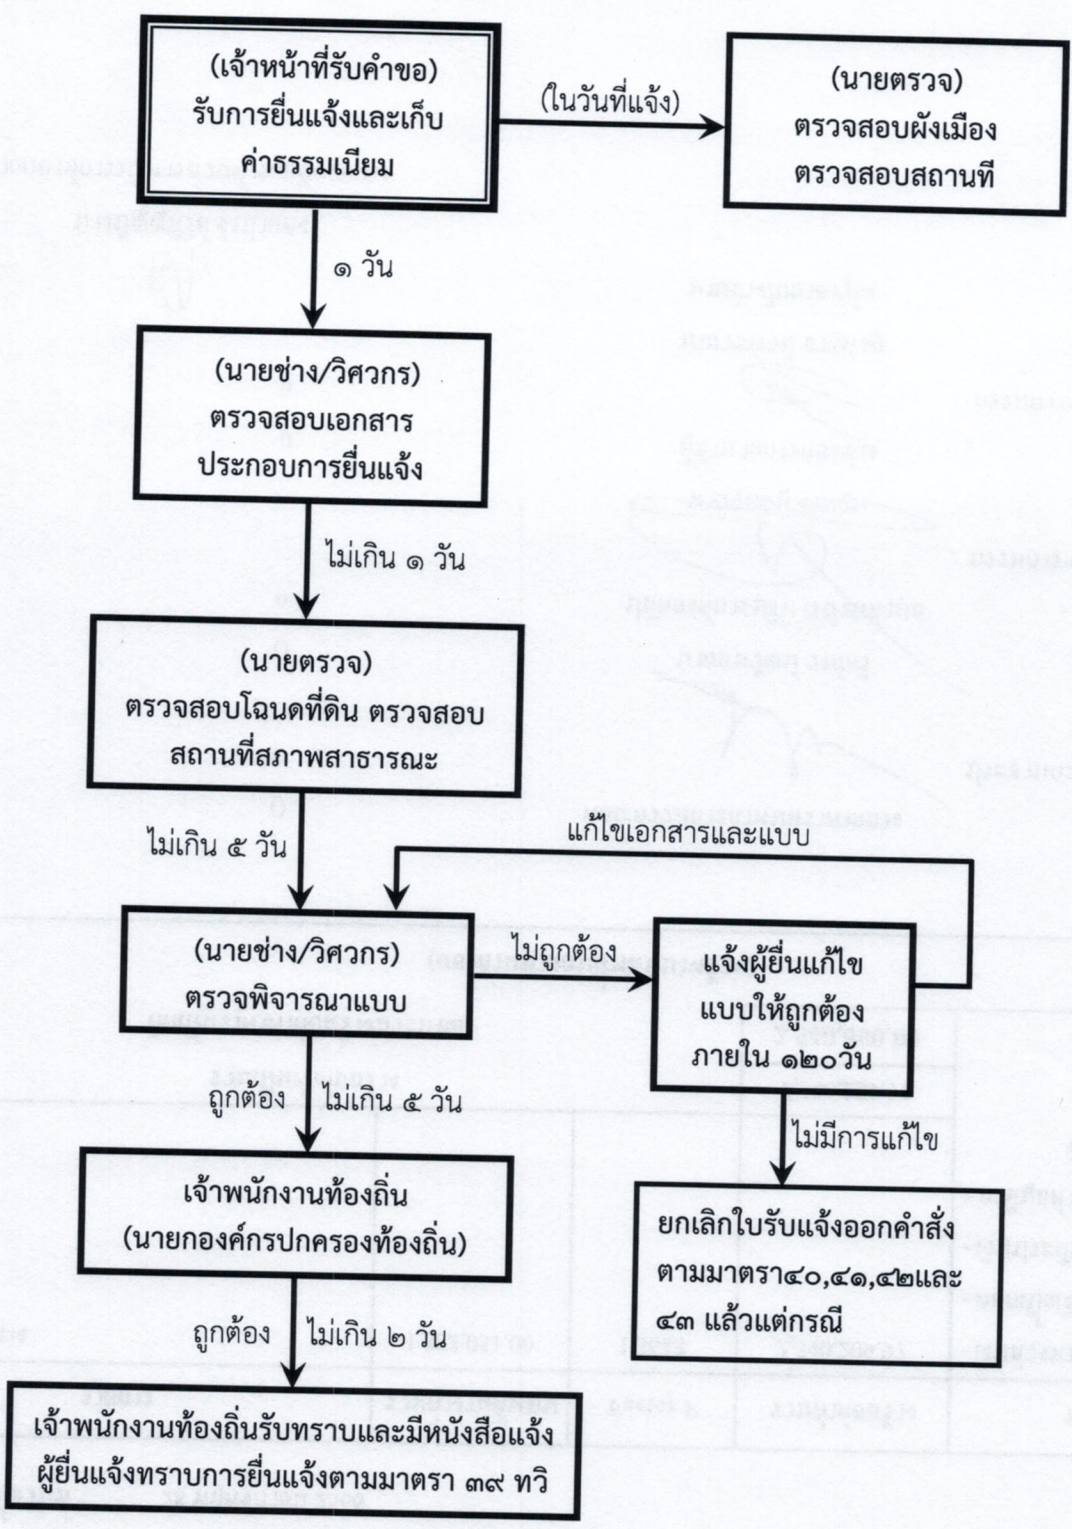 (เจ้าหน้าที่รับคำขอ)
รับการยื่นแจ้งและเก็บ
ค่าธรรมเนียม
(ในวันที่แจ้ง)
(นายตรวจ)
ตรวจสอบผังเมือง
ตรวจสอบสถานที่
๑ วัน
(นายช่าง/วิศวกร)
ตรวจสอบเอกสาร
ประกอบการยื่นแจ้ง
ไม่เกิน ๑ วัน
(นายตรวจ)
ตรวจสอบโฉนดที่ดิน ตรวจสอบ
สถานที่สภาพสาธารณะ
ไม่เกิน ๕ วัน
แก้ไขเอกสารและแบบ
(นายช่าง/วิศวกร)
ตรวจพิจารณาแบบ
ไม่ถูกต้อง
แจ้งผู้ยื่นแก้ไข
แบบให้ถูกต้อง
ภายใน ๑๒๐วัน
ถูกต้อง ไม่เกิน ๕ วัน
ไม่มีการแก้ไข
เจ้าพนักงานท้องถิ่น
(นายกองค์กรปกครองท้องถิ่น)
ยกเลิกใบรับแจ้งออกคำสั่ง
ตามมาตรา๔๐,๔๑,๔๒และ
๔๓ แล้วแต่กรณี
ถูกต้อง ไม่เกิน ๒ วัน
เจ้าพนักงานท้องถิ่นรับทราบและมีหนังสือแจ้ง
ผู้ยื่นแจ้งทราบการยื่นแจ้งตามมาตรา ๓๙ ทวิ